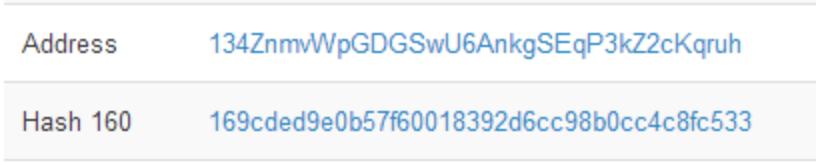 Address 134ZnmvWpGDGSwU6AnkgSEqP3kZ2cKqruh
Hash 160 169cded9e0b57f60018392d6cc98b0cc4c8fc533